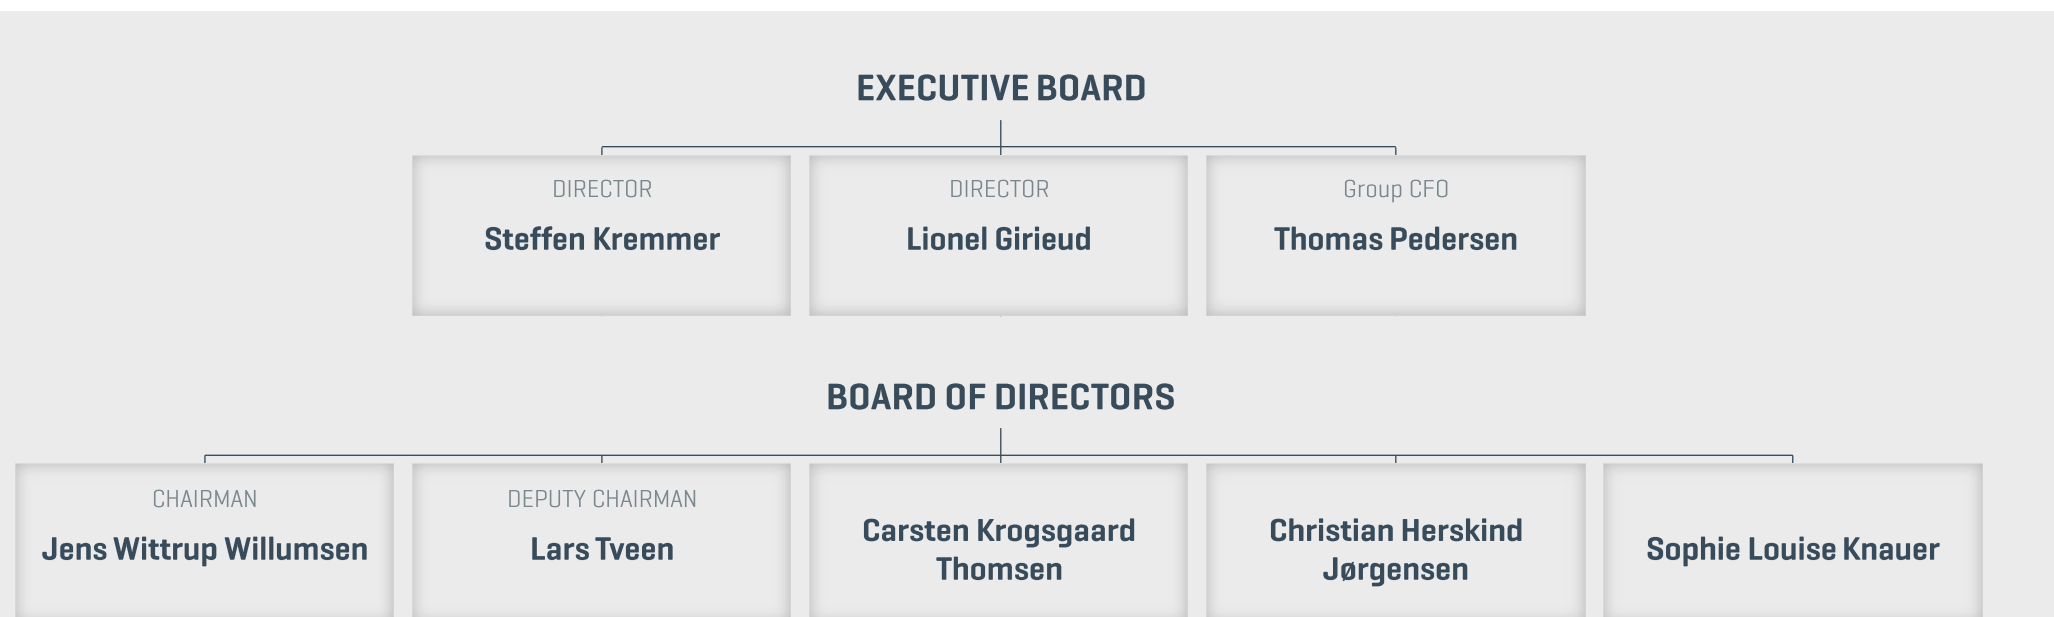 EXECUTIVE BOARD
DIRECTOR
Steffen Kremmer
DIRECTOR
Lionel Girieud
Group CFO
Thomas Pedersen
BOARD OF DIRECTORS
CHAIRMAN
Jens Wittrup Willumsen
DEPUTY CHAIRMAN
Lars Tveen
Carsten Krogsgaard
Thomsen
Christian Herskind
Jørgensen
Sophie Louise Knauer